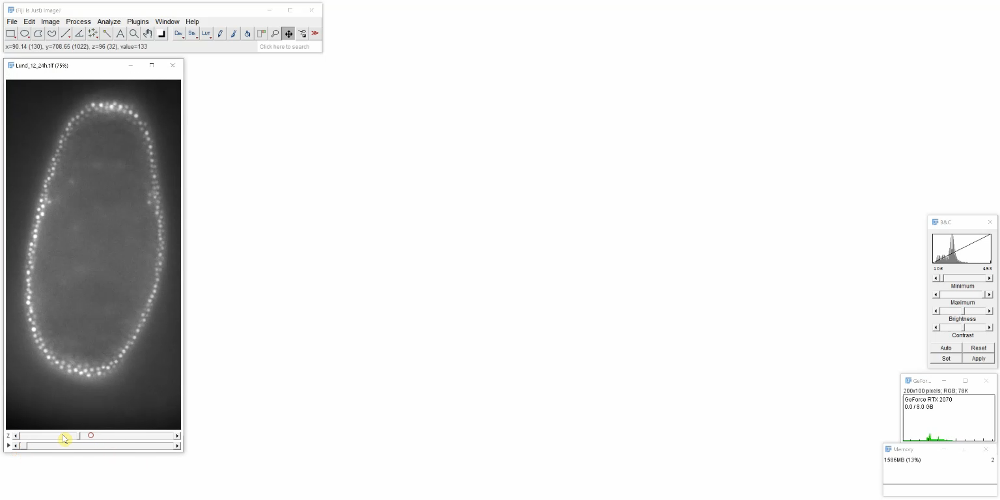 (Fiji Is Just) ImageJ
File Edit Image Process Analyze Plugins Window Help
Dev Stk LUT
x=90.14 (130), y=708.65 (1022), z=96 (32), value=133
Click here to search
Lund_12_24h.tif (75%)
Z
B&C
106 453
Minimum
Maximum
Brightness
Contrast
Auto Reset
Set Apply
GeFor...
200x100 pixels; RGB; 78K
GeForce RTX 2070
0.0 / 8.0 GB
Memory
1586MB (13%) 2